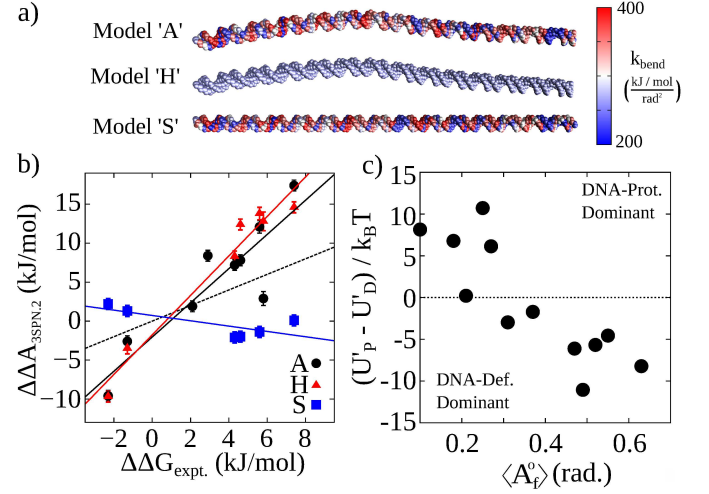 a)
Model 'A'
Model 'H'
Model 'S'
400
k_bend
(kJ / mol / rad²)
200
b)
ΔΔA_3SPN.2 (kJ/mol)
15
10
5
0
−5
−10
−2 0 2 4 6 8
ΔΔG_expt. (kJ/mol)
A
H
S
c)
(U'_P - U'_D) / k_BT
15
10
5
0
-5
-10
-15
0.2 0.4 0.6
⟨A_f^o⟩ (rad.)
DNA-Prot.
Dominant
DNA-Def.
Dominant